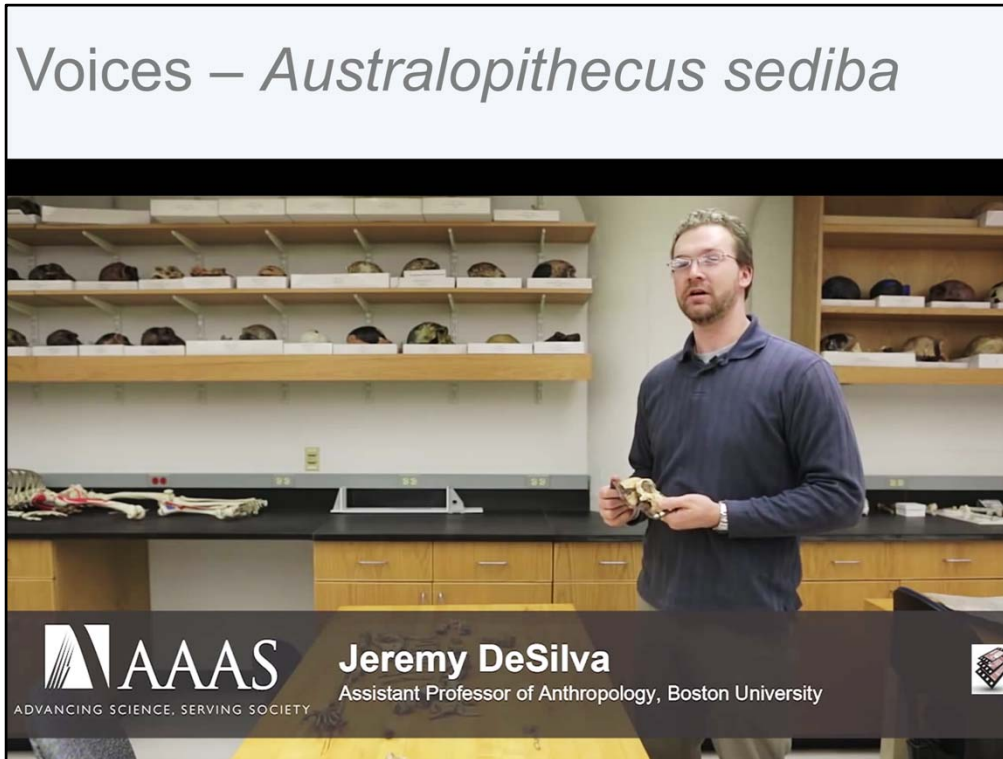 Voices – Australopithecus sediba
AAAS
ADVANCING SCIENCE, SERVING SOCIETY
Jeremy DeSilva
Assistant Professor of Anthropology, Boston University